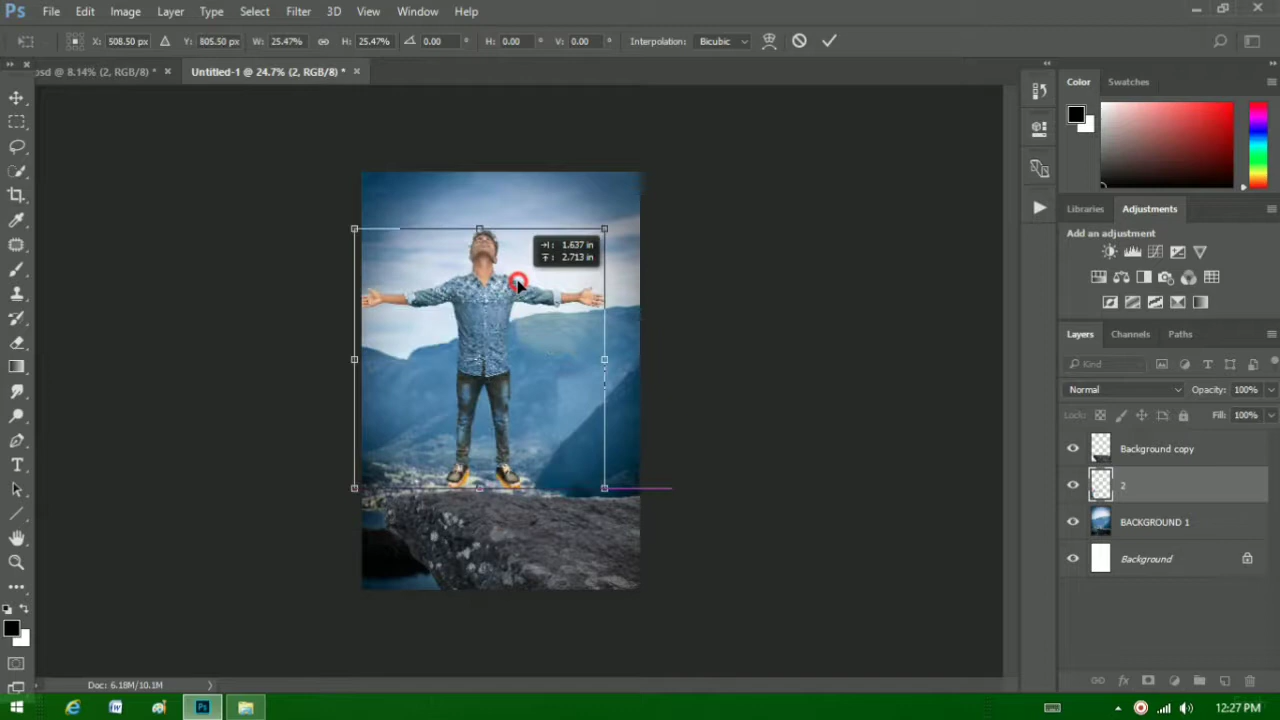 Ps File Edit Image Layer Type Select Filter 3D View Window Help
X: 508.50 px Y: 805.50 px W: 25.47% H: 25.47% 0.00 ° H: 0.00 ° V: 0.00 ° Interpolation: Bicubic
psd @ 8.14% (2, RGB/8) * × Untitled-1 @ 24.7% (2, RGB/8) * ×
Color Swatches
Libraries Adjustments
Add an adjustment
1.637 in
2.713 in
Layers Channels Paths
Kind
Normal Opacity: 100%
Lock: Fill: 100%
Background copy
2
BACKGROUND 1
Background
Doc: 6.18M/10.1M
12:27 PM